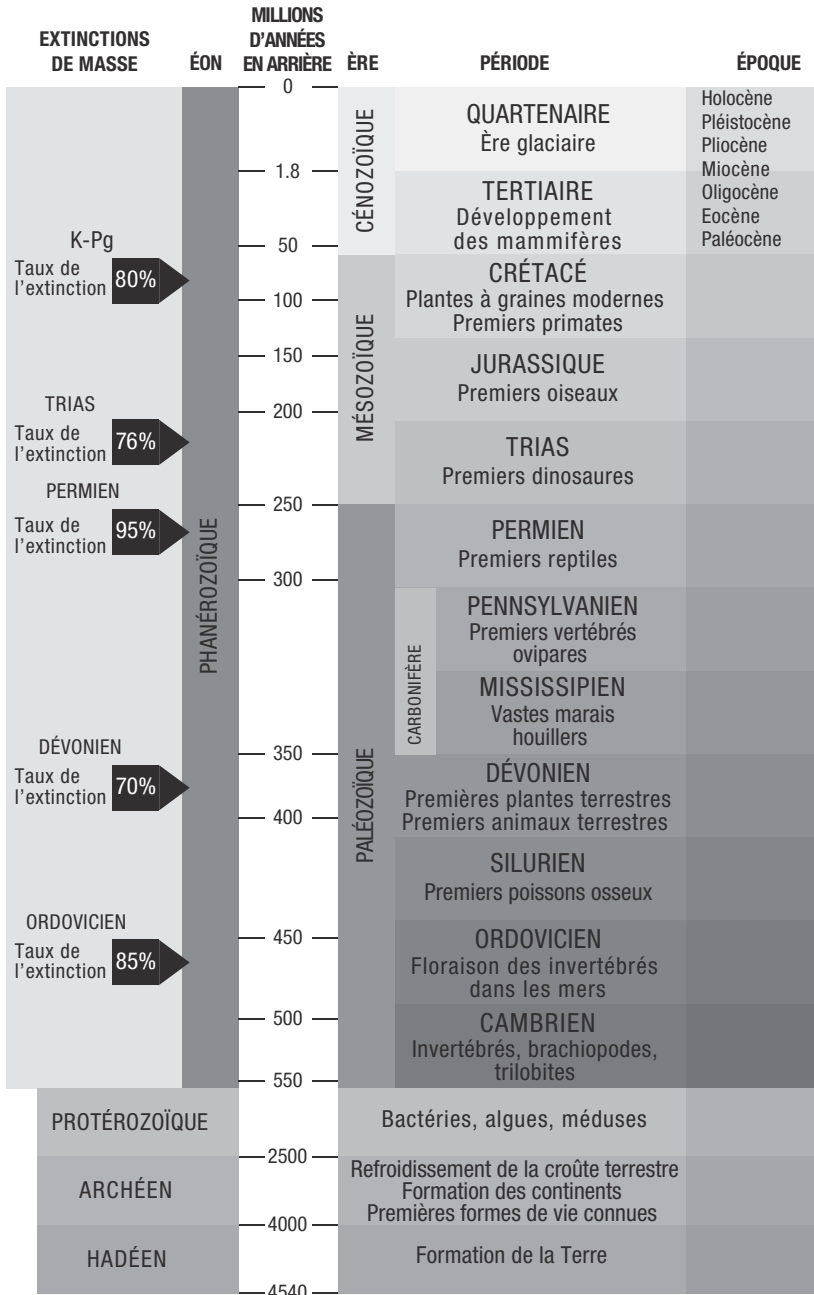 EXTINCTIONS
DE MASSE
ÉON
MILLIONS
D’ANNÉES
EN ARRIÈRE
ÈRE
PÉRIODE
ÉPOQUE
K-Pg
Taux de
l’extinction
80%
TRIAS
Taux de
l’extinction
76%
PERMIEN
Taux de
l’extinction
95%
DÉVONIEN
Taux de
l’extinction
70%
ORDOVICIEN
Taux de
l’extinction
85%
PHANÉROZOÏQUE
0
1.8
50
100
150
200
250
300
350
400
450
500
550
2500
4000
4540
CÉNOZOÏQUE
MÉSOZOÏQUE
PALÉOZOÏQUE
QUARTENAIRE
Ère glaciaire
TERTIAIRE
Développement
des mammifères
CRÉTACÉ
Plantes à graines modernes
Premiers primates
JURASSIQUE
Premiers oiseaux
TRIAS
Premiers dinosaures
PERMIEN
Premiers reptiles
CARBONIFÈRE
PENNSYLVANIEN
Premiers vertébrés
ovipares
MISSISSIPIEN
Vastes marais
houillers
DÉVONIEN
Premières plantes terrestres
Premiers animaux terrestres
SILURIEN
Premiers poissons osseux
ORDOVICIEN
Floraison des invertébrés
dans les mers
CAMBRIEN
Invertébrés, brachiopodes,
trilobites
Holocène
Pléistocène
Pliocène
Miocène
Oligocène
Eocène
Paléocène
PROTÉROZOÏQUE
Bactéries, algues, méduses
ARCHÉEN
Refroidissement de la croûte terrestre
Formation des continents
Premières formes de vie connues
HADÉEN
Formation de la Terre